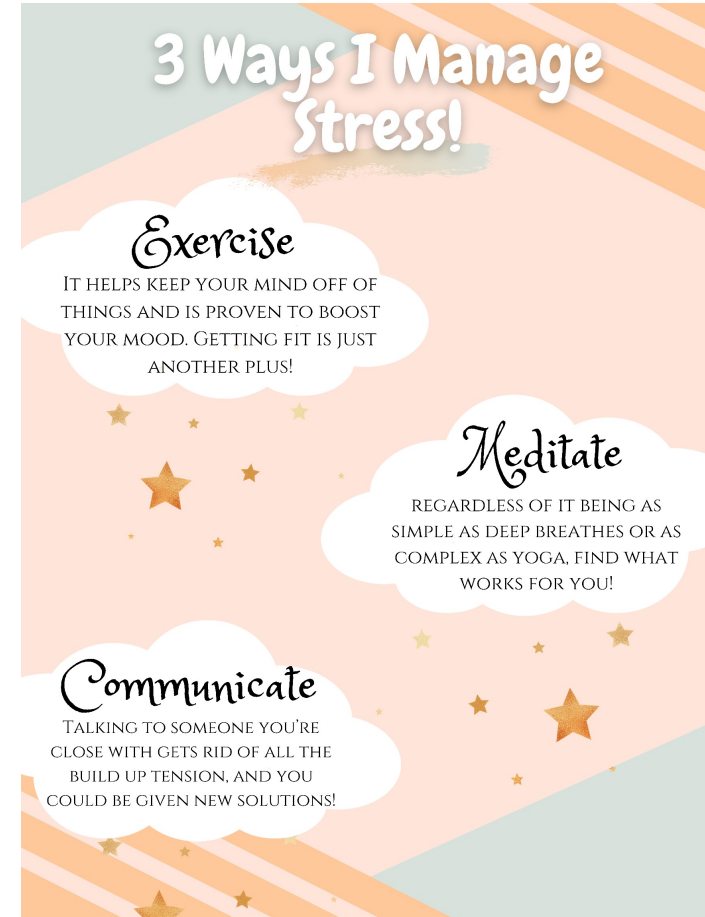 3 Ways I Manage
Stress!
Exercise
It helps keep your mind off of
things and is proven to boost
your mood. Getting fit is just
another plus!
Meditate
regardless of it being as
simple as deep breathes or as
complex as yoga, find what
works for you!
Communicate
Talking to someone you're
close with gets rid of all the
build up tension, and you
could be given new solutions!